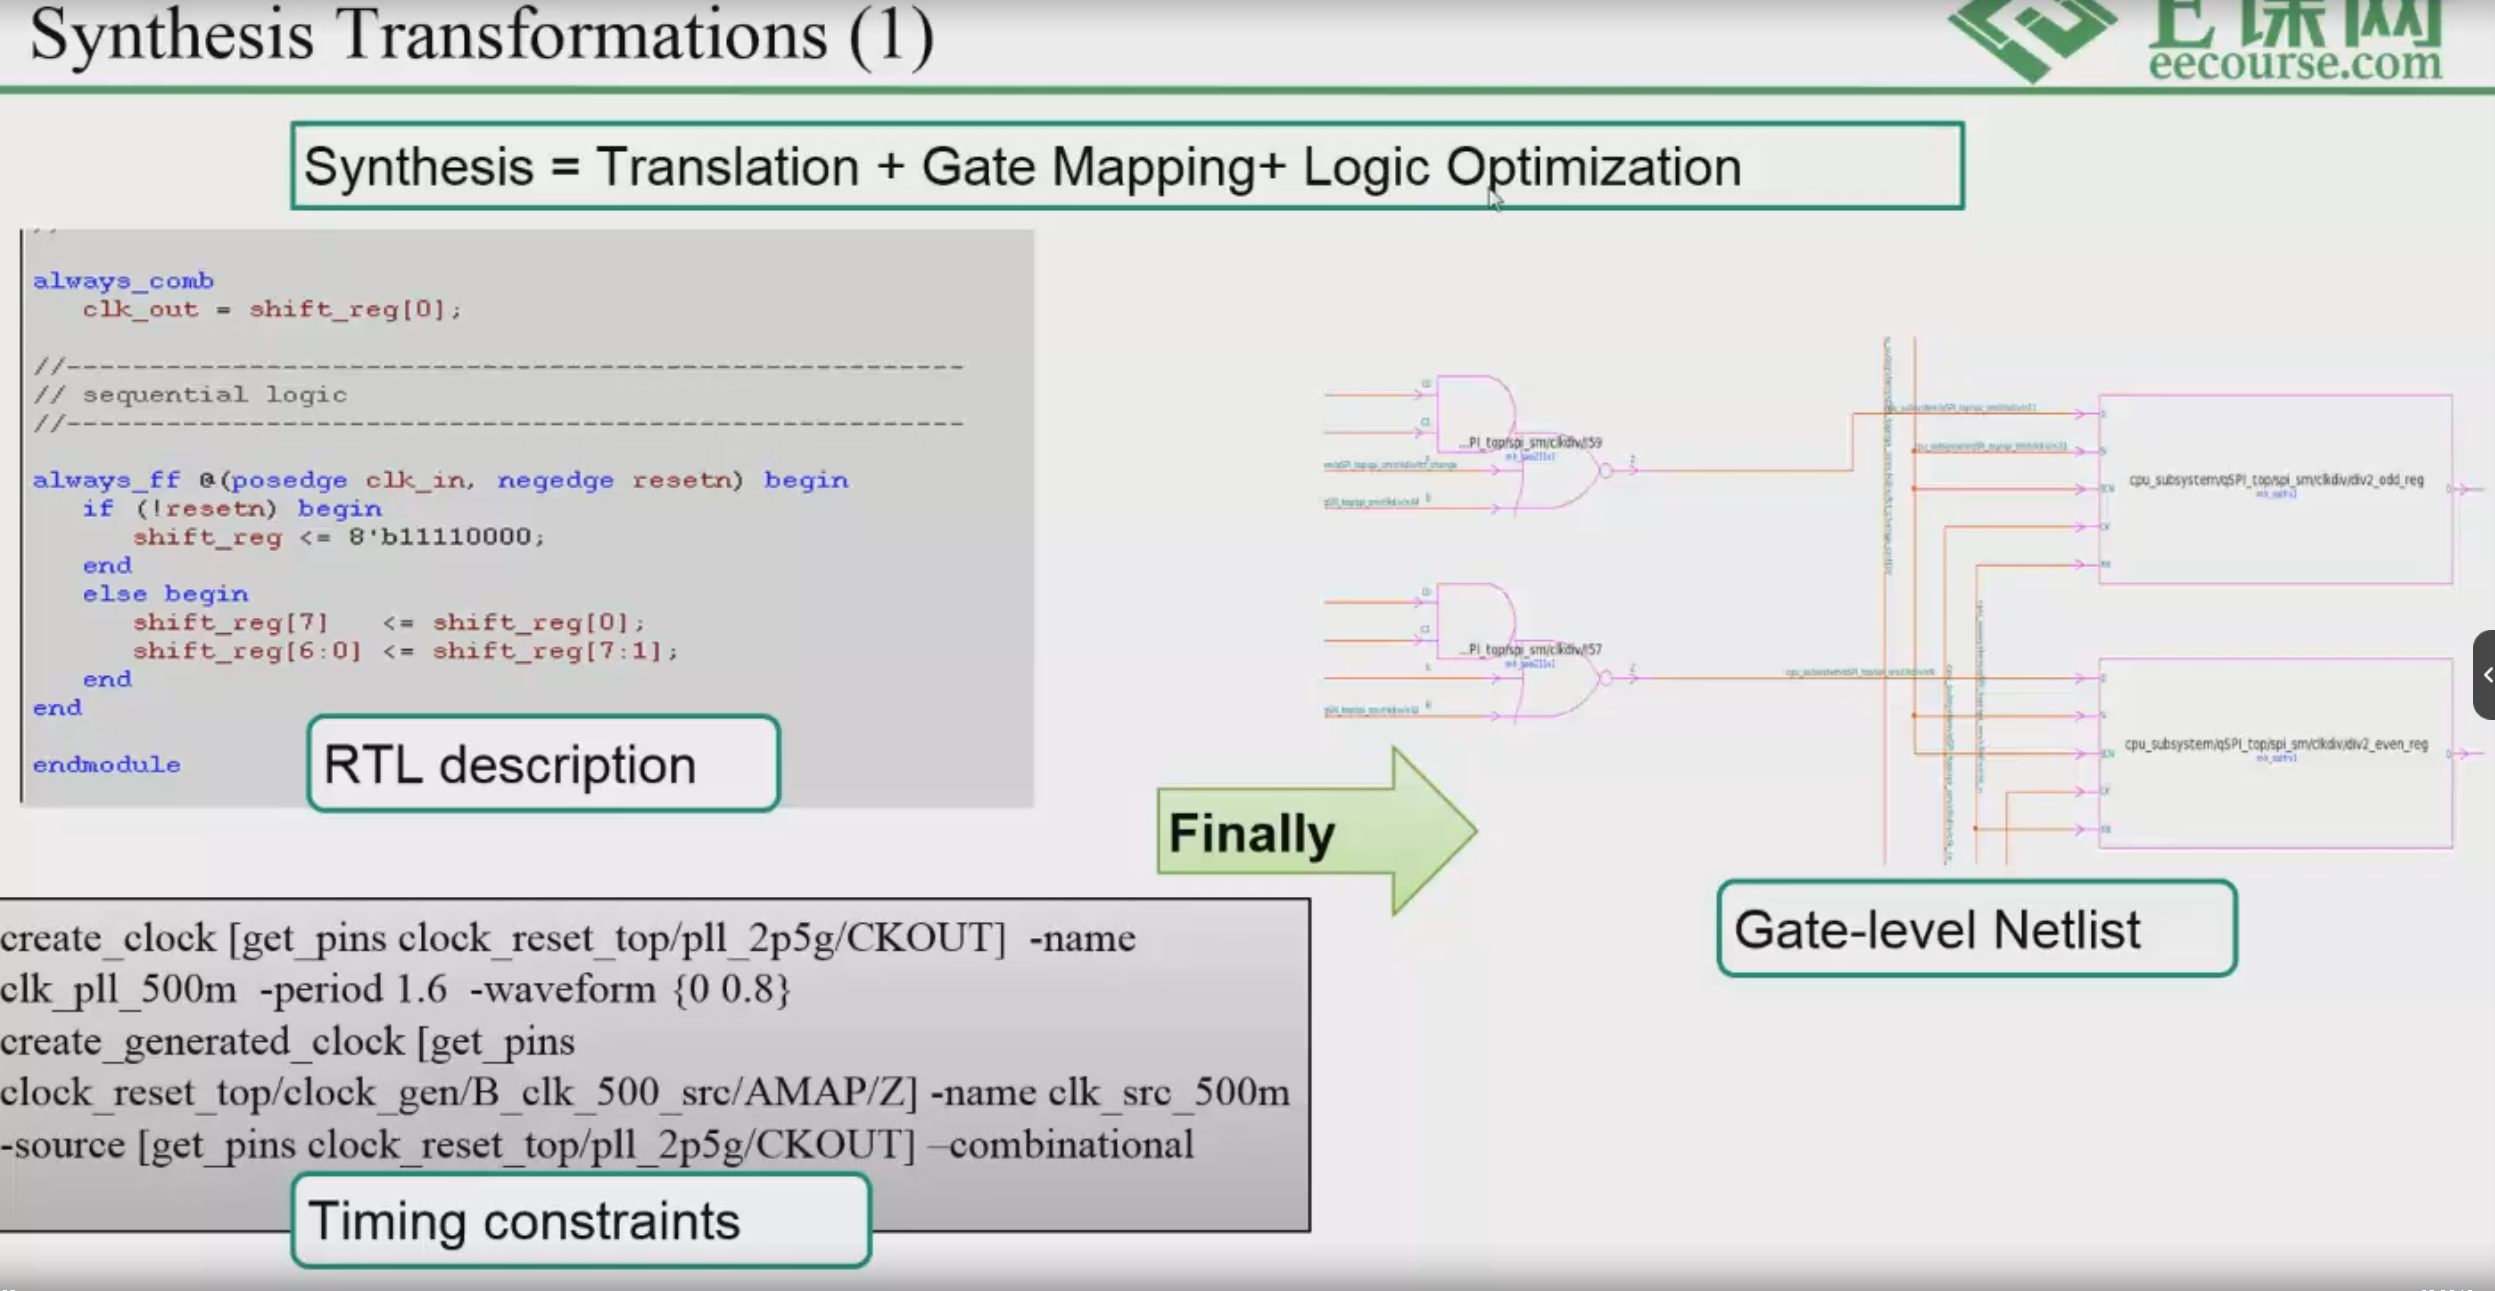 Synthesis Transformations (1)
E课网
eecourse.com
Synthesis = Translation + Gate Mapping+ Logic Optimization
always_comb
clk_out = shift_reg[0];
//------------------------------------------------------
// sequential logic
//------------------------------------------------------
always_ff @(posedge clk_in, negedge resetn) begin
if (!resetn) begin
shift_reg <= 8'b11110000;
end
else begin
shift_reg[7] <= shift_reg[0];
shift_reg[6:0] <= shift_reg[7:1];
end
end
endmodule
RTL description
...PI_top/spi_sm/clkdiv/I59
...PI_top/spi_sm/clkdiv/I57
cpu_subsystem/qSPI_top/spi_sm/clkdiv/div2_odd_reg
cpu_subsystem/qSPI_top/spi_sm/clkdiv/div2_even_reg
Finally
Gate-level Netlist
create_clock [get_pins clock_reset_top/pll_2p5g/CKOUT] -name
clk_pll_500m -period 1.6 -waveform {0 0.8}
create_generated_clock [get_pins
clock_reset_top/clock_gen/B_clk_500_src/AMAP/Z] -name clk_src_500m
-source [get_pins clock_reset_top/pll_2p5g/CKOUT] –combinational
Timing constraints